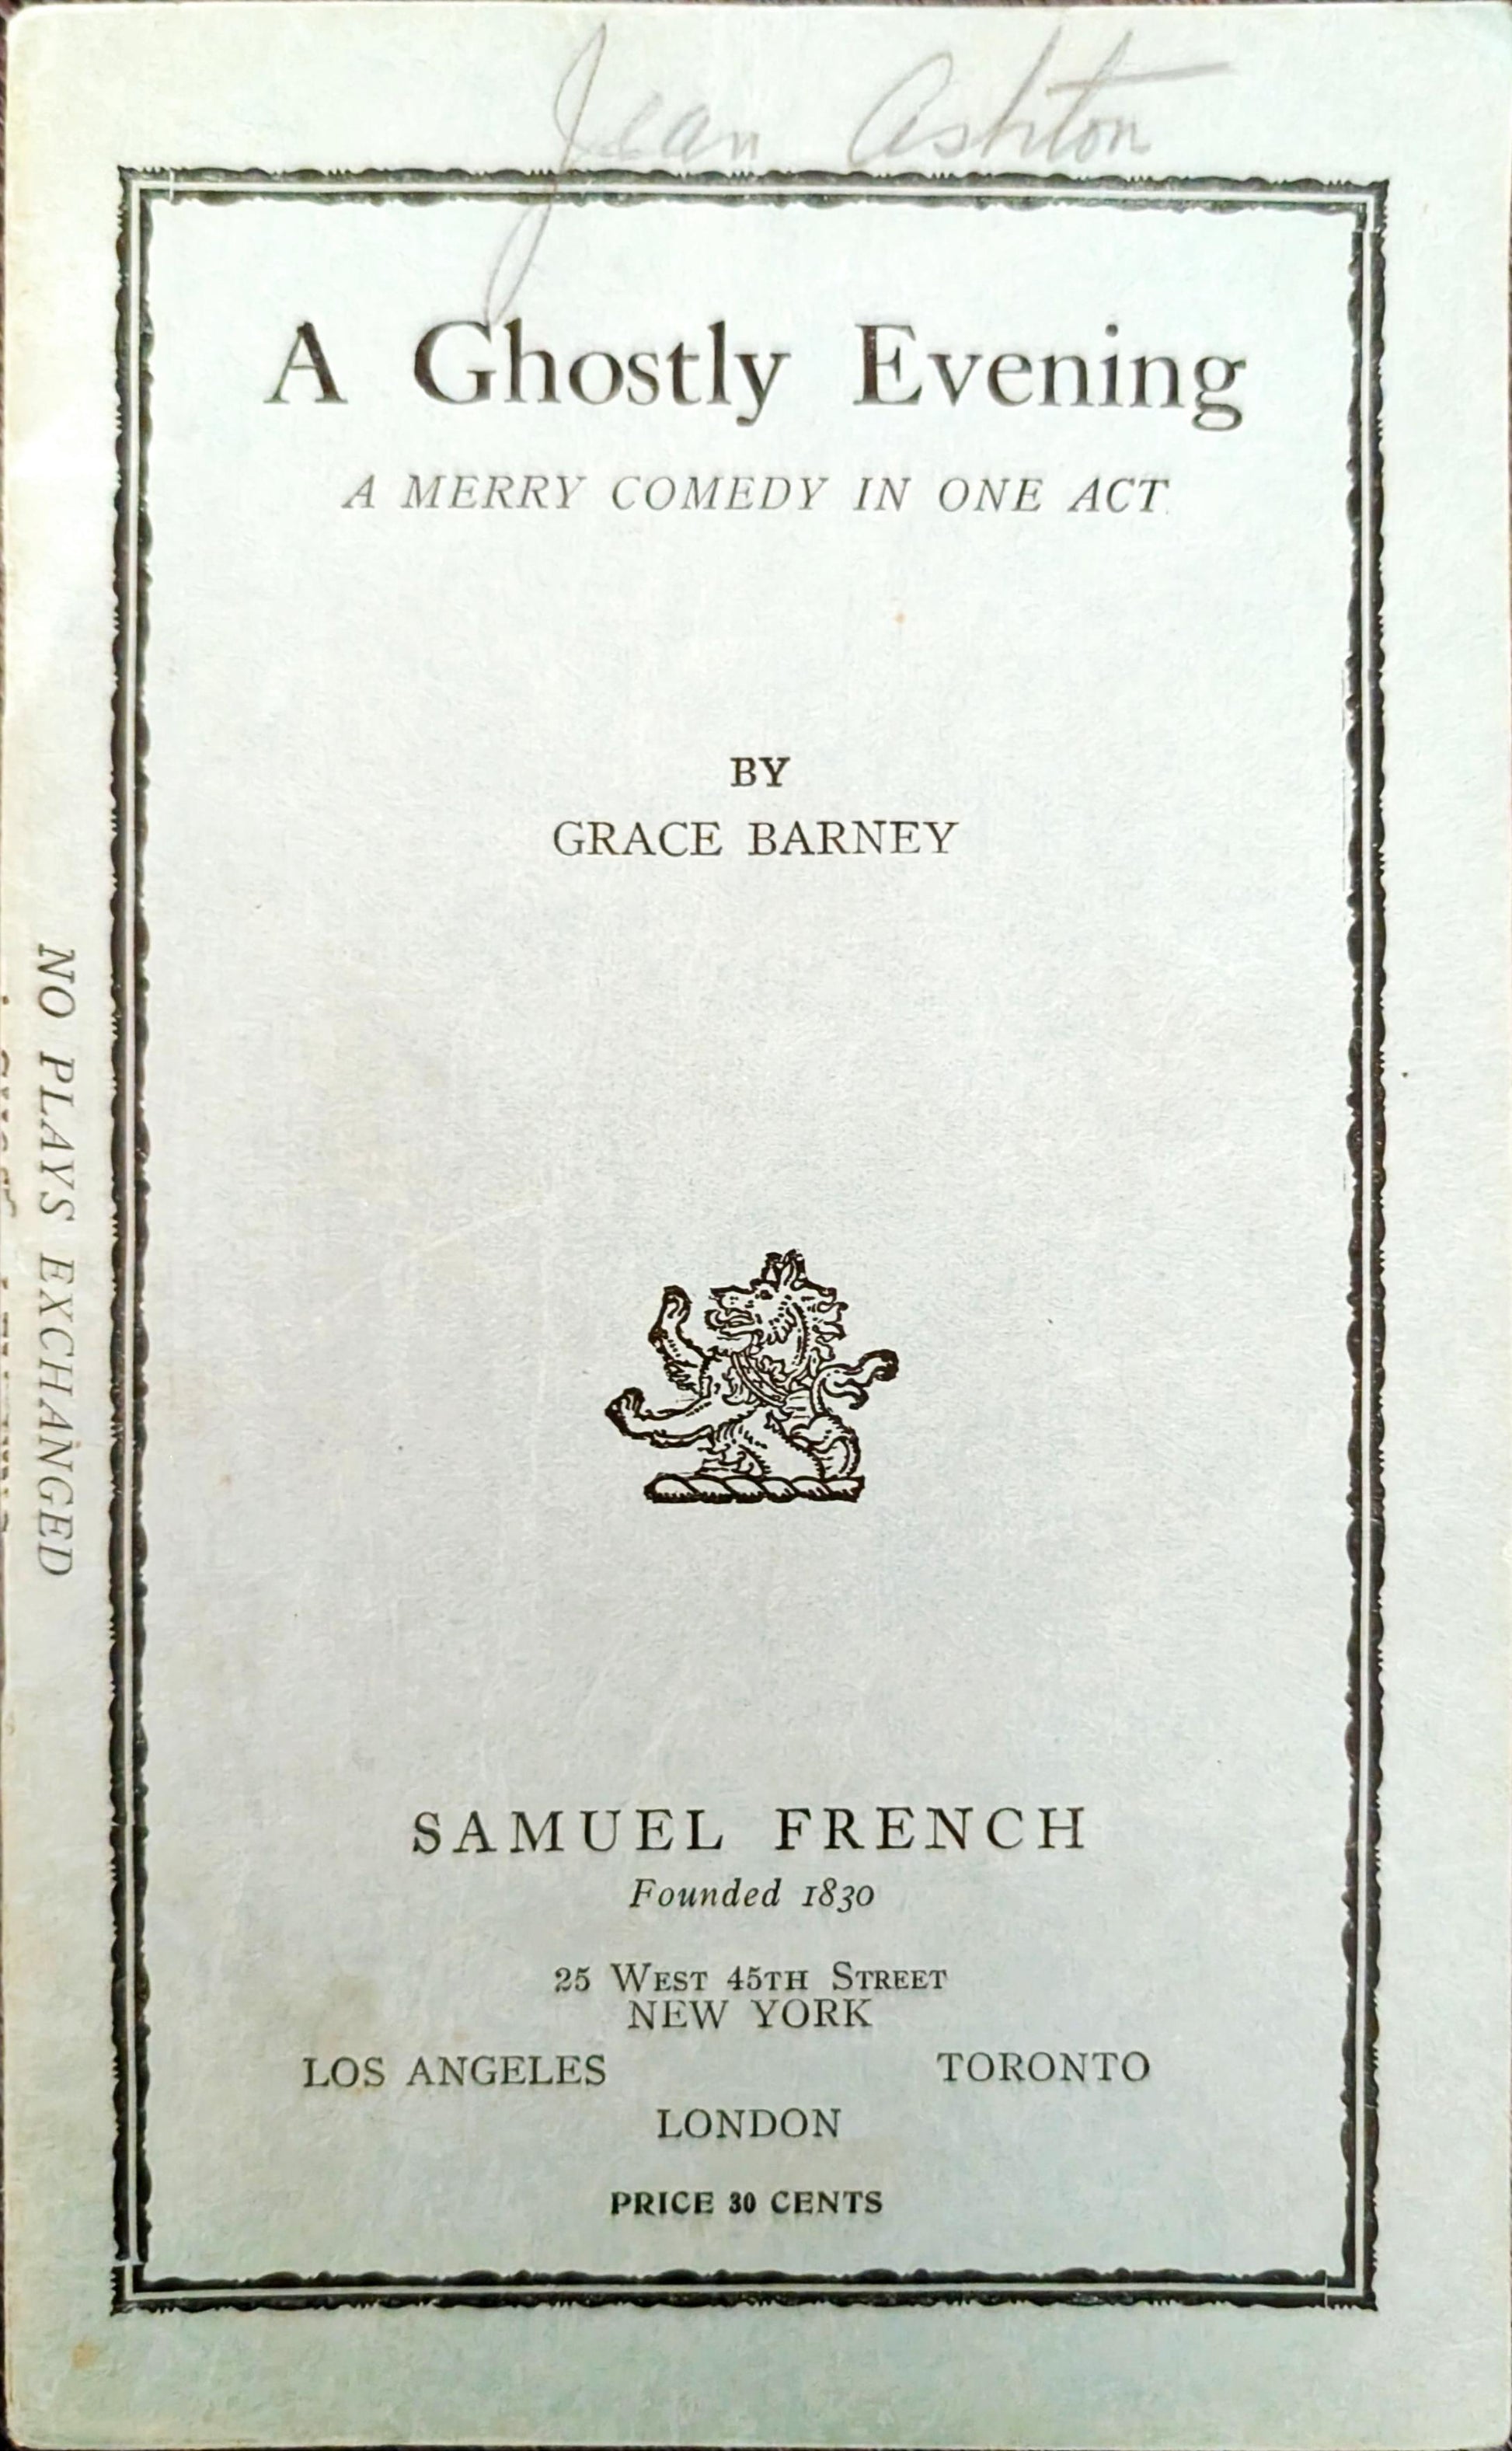 Jean Ashton
A Ghostly Evening
A MERRY COMEDY IN ONE ACT
BY
GRACE BARNEY
NO PLAYS EXCHANGED
SAMUEL FRENCH
Founded 1830
25 WEST 45TH STREET
NEW YORK
LOS ANGELES TORONTO
LONDON
PRICE 30 CENTS